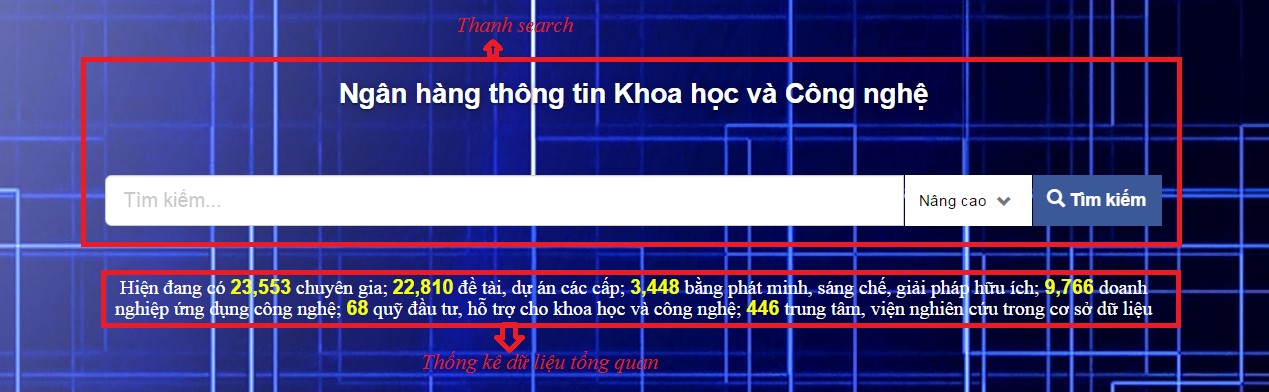 Thanh search
Ngân hàng thông tin Khoa học và Công nghệ
Tìm kiếm... Nâng cao Tìm kiếm
Hiện đang có 23,553 chuyên gia; 22,810 đề tài, dự án các cấp; 3,448 bằng phát minh, sáng chế, giải pháp hữu ích; 9,766 doanh
nghiệp ứng dụng công nghệ; 68 quỹ đầu tư, hỗ trợ cho khoa học và công nghệ; 446 trung tâm, viện nghiên cứu trong cơ sở dữ liệu
Thống kê dữ liệu tổng quan